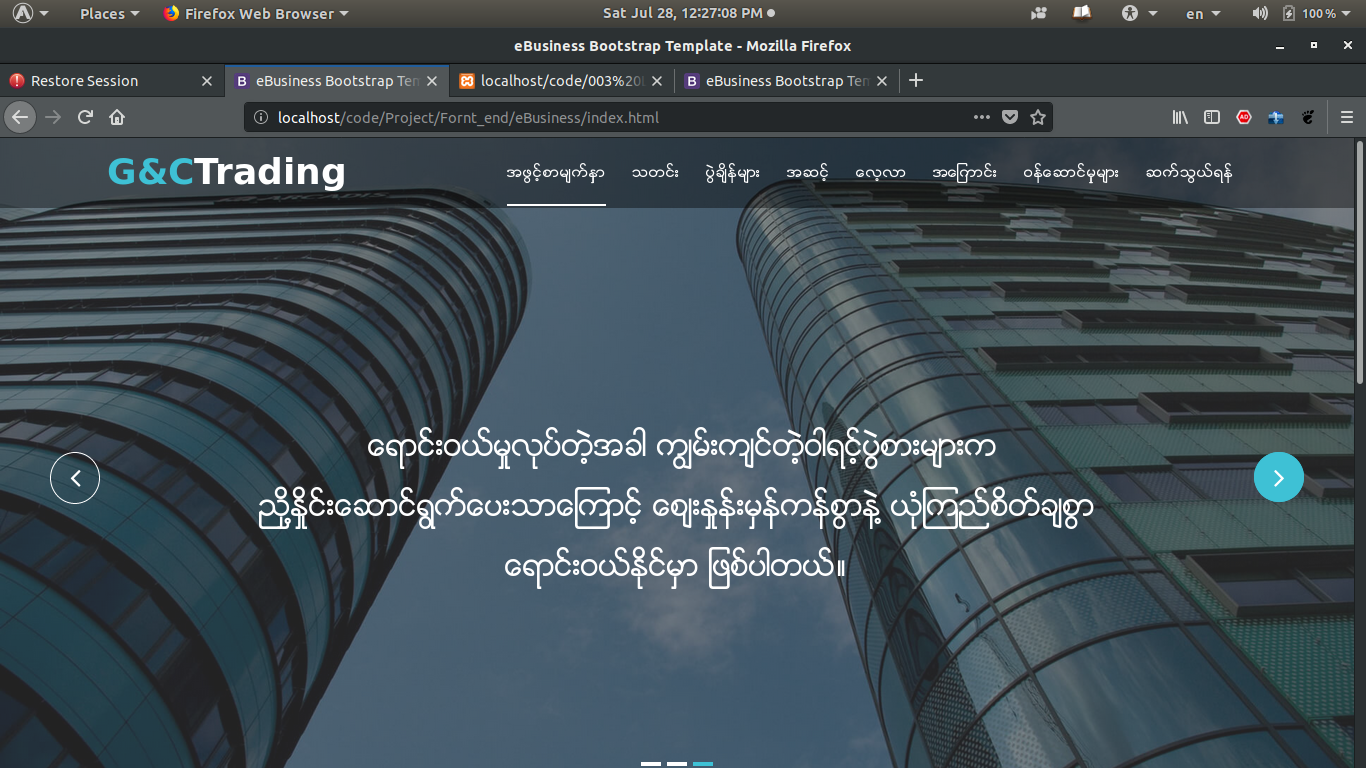 Places
Firefox Web Browser
Sat Jul 28, 12:27:08 PM
en
100 %
eBusiness Bootstrap Template - Mozilla Firefox
Restore Session
eBusiness Bootstrap Tem
localhost/code/003%20
eBusiness Bootstrap Tem
localhost/code/Project/Fornt_end/eBusiness/index.html
G&CTrading
အဖွင့်စာမျက်နှာ
သတင်း
ပွဲချိန်များ
အဆင့်
လေ့လာ
အကြောင်း
ဝန်ဆောင်မှုများ
ဆက်သွယ်ရန်
ရောင်းဝယ်မှုလုပ်တဲ့အခါ ကျွမ်းကျင်တဲ့ဝါရင့်ပွဲစားများက
ညှိုနှိုင်းဆောင်ရွက်ပေးသာကြောင့် ဈေးနှုန်းမှန်ကန်စွာနဲ့ ယုံကြည်စိတ်ချစွာ
ရောင်းဝယ်နိုင်မှာ ဖြစ်ပါတယ်။